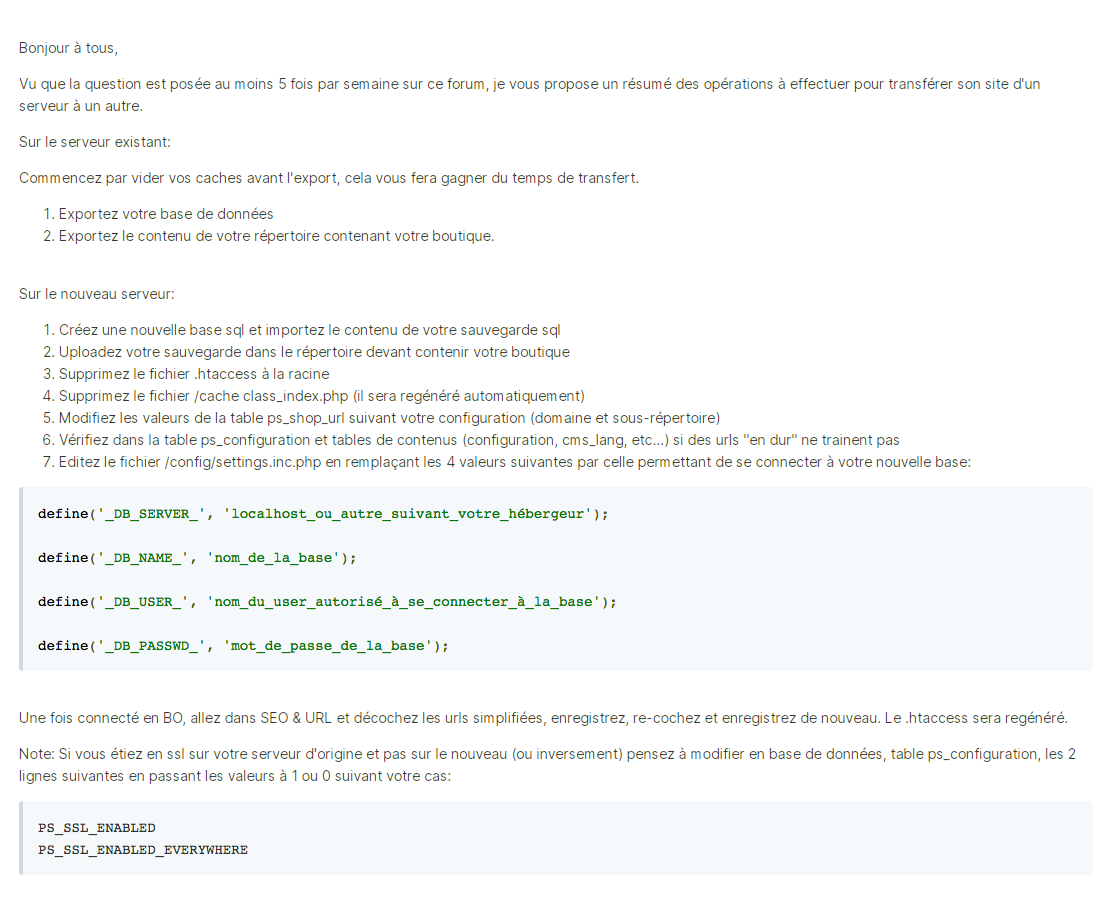 Bonjour à tous,
Vu que la question est posée au moins 5 fois par semaine sur ce forum, je vous propose un résumé des opérations à effectuer pour transférer son site d'un
serveur à un autre.
Sur le serveur existant:
Commencez par vider vos caches avant l'export, cela vous fera gagner du temps de transfert.
1. Exportez votre base de données
2. Exportez le contenu de votre répertoire contenant votre boutique.
Sur le nouveau serveur:
1. Créez une nouvelle base sql et importez le contenu de votre sauvegarde sql
2. Uploadez votre sauvegarde dans le répertoire devant contenir votre boutique
3. Supprimez le fichier .htaccess à la racine
4. Supprimez le fichier /cache class_index.php (il sera regénéré automatiquement)
5. Modifiez les valeurs de la table ps_shop_url suivant votre configuration (domaine et sous-répertoire)
6. Vérifiez dans la table ps_configuration et tables de contenus (configuration, cms_lang, etc...) si des urls "en dur" ne trainent pas
7. Editez le fichier /config/settings.inc.php en remplaçant les 4 valeurs suivantes par celle permettant de se connecter à votre nouvelle base:
define('_DB_SERVER_', 'localhost_ou_autre_suivant_votre_hébergeur');
define('_DB_NAME_', 'nom_de_la_base');
define('_DB_USER_', 'nom_du_user_autorisé_à_se_connecter_à_la_base');
define('_DB_PASSWD_', 'mot_de_passe_de_la_base');
Une fois connecté en BO, allez dans SEO & URL et décochez les urls simplifiées, enregistrez, re-cochez et enregistrez de nouveau. Le .htaccess sera regénéré.
Note: Si vous étiez en ssl sur votre serveur d'origine et pas sur le nouveau (ou inversement) pensez à modifier en base de données, table ps_configuration, les 2
lignes suivantes en passant les valeurs à 1 ou 0 suivant votre cas:
PS_SSL_ENABLED
PS_SSL_ENABLED_EVERYWHERE